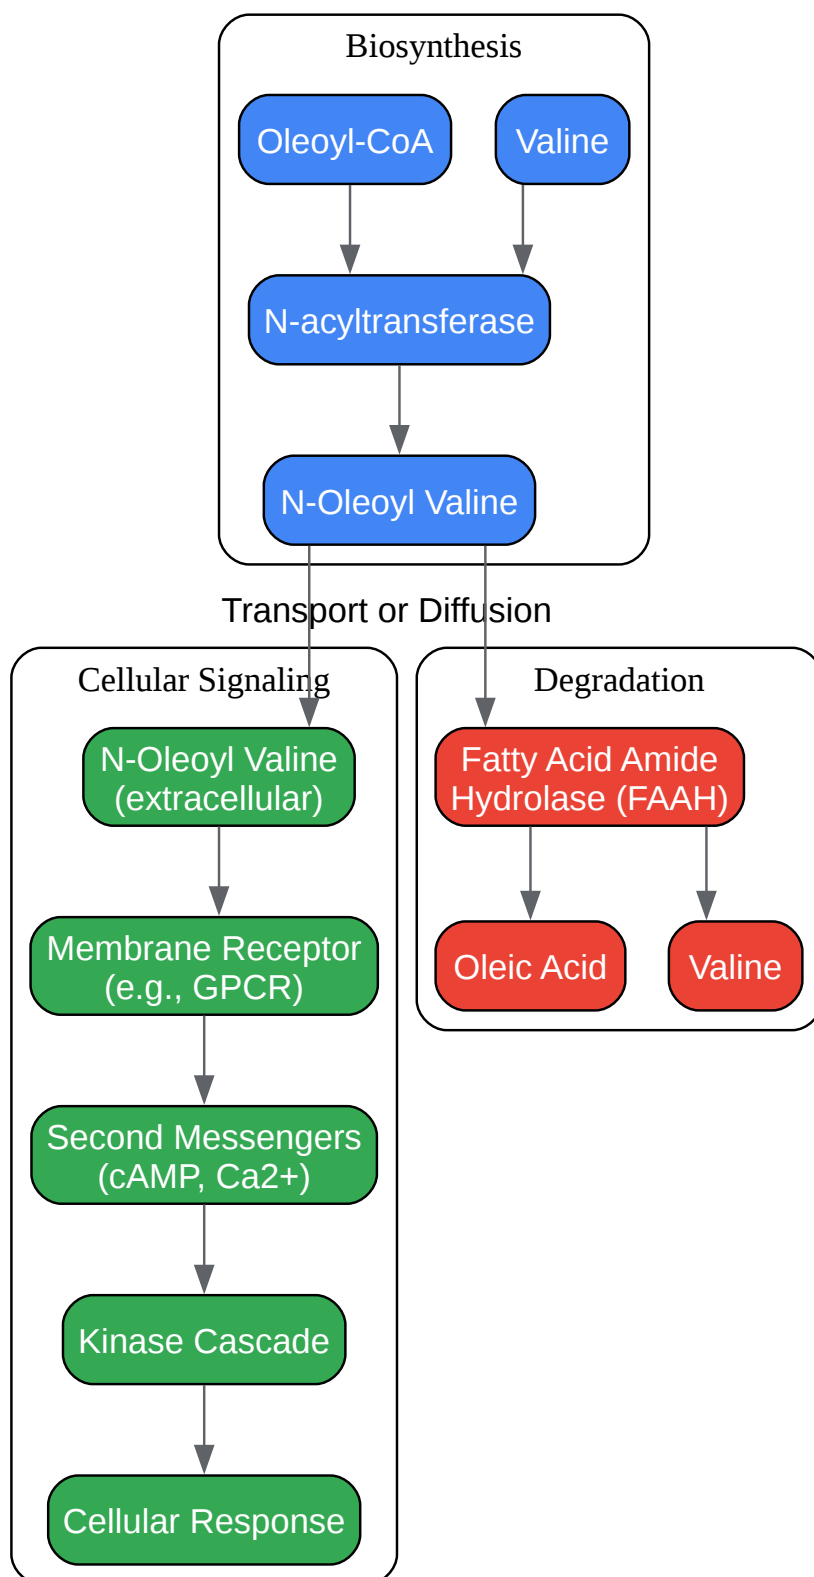 Biosynthesis
Oleoyl-CoA
Valine
N-acyltransferase
N-Oleoyl Valine
Transport or Diffusion
Cellular Signaling
N-Oleoyl Valine
(extracellular)
Membrane Receptor
(e.g., GPCR)
Second Messengers
(cAMP, Ca2+)
Kinase Cascade
Cellular Response
Degradation
Fatty Acid Amide
Hydrolase (FAAH)
Oleic Acid
Valine